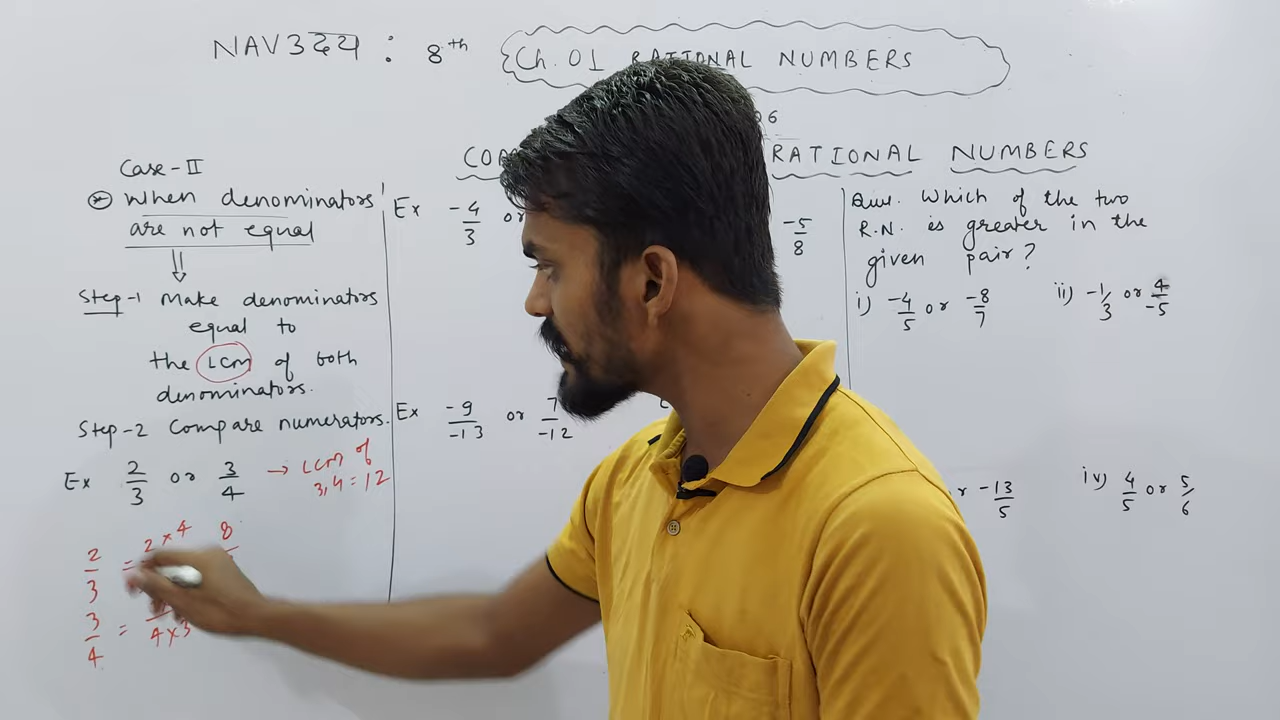 NAV324 : 8th Ch. 01 RATIONAL NUMBERS
RATIONAL NUMBERS
Case-II
* When denominators
are not equal
⇓
Step-1 Make denominators
equal to
the LCM of both
denominators.
Step-2 Compare numerators.
Ex 2/3 or 3/4 → LCM of
3,4 = 12
2/3 = 2×4 8
3/4 = 4×3
Ex -4/3 or
-5/8
Ex -9/-13 or 7/-12
Ques. Which of the two
R.N. is greater in the
given pair?
i) -4/5 or -8/7 ii) -1/3 or 4/-5
-13/5 iv) 4/5 or 5/6